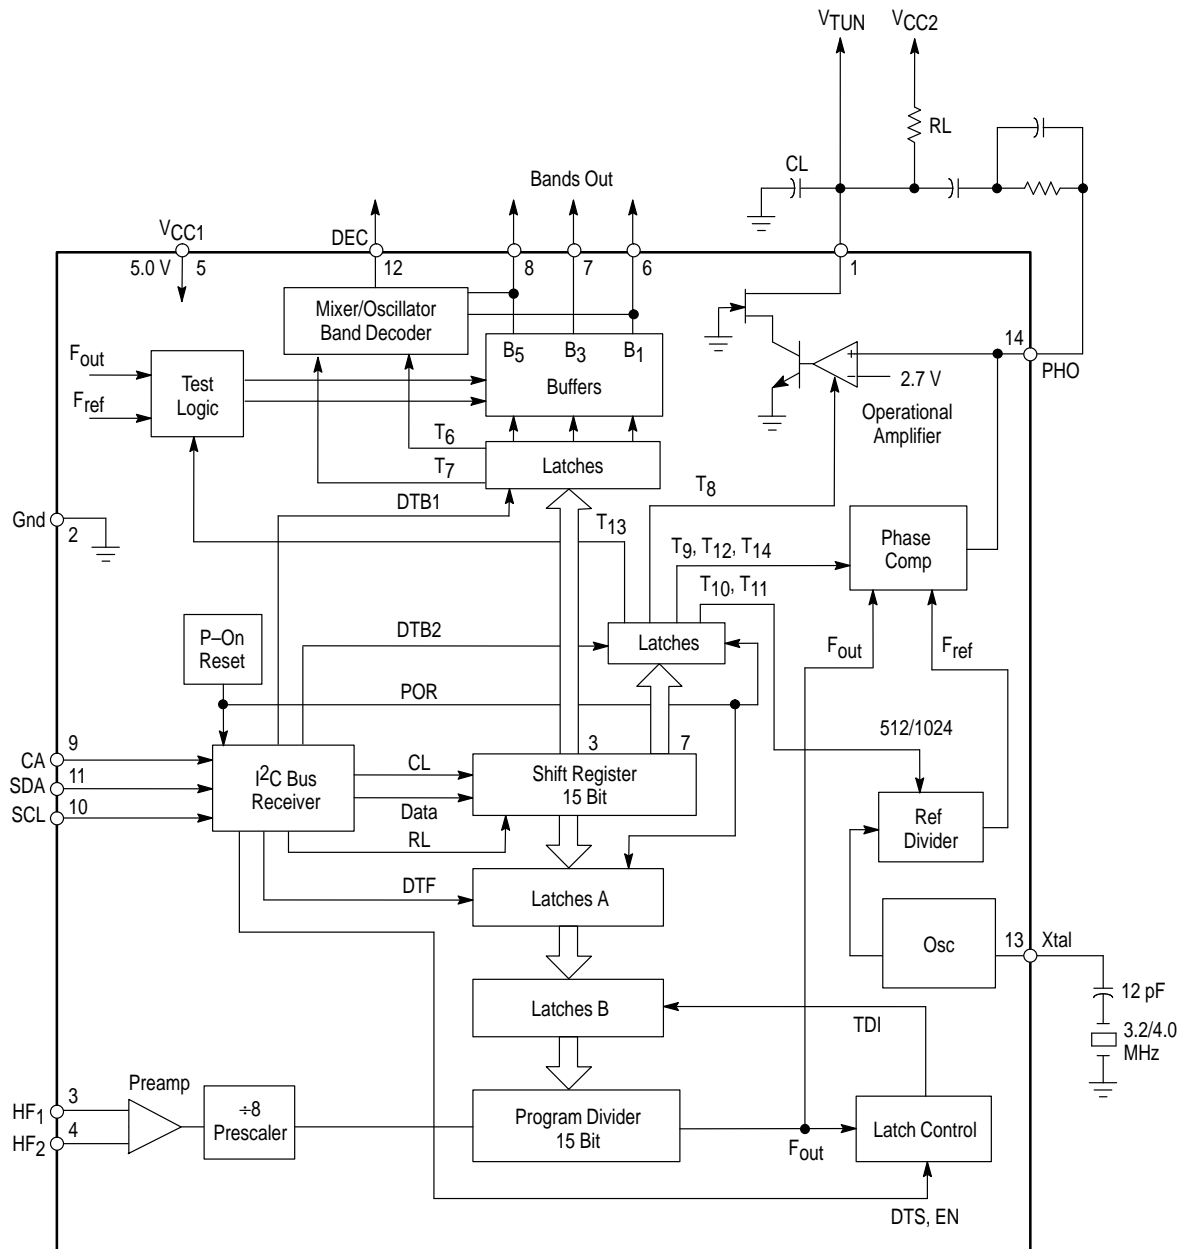 VTUN
VCC2
RL
CL
Bands Out
VCC1
DEC
5.0 V
5
12
8
7
6
1
Mixer/Oscillator
Band Decoder
B5
B3
B1
Buffers
Fout
Fref
Test
Logic
14
PHO
+
–
2.7 V
Operational
Amplifier
T6
T7
Latches
T8
DTB1
Gnd
2
T13
T9, T12, T14
T10, T11
Phase
Comp
P–On
Reset
DTB2
Latches
Fout
Fref
POR
512/1024
3
7
CA
9
SDA
11
SCL
10
I2C Bus
Receiver
CL
Data
RL
Shift Register
15 Bit
Ref
Divider
DTF
Latches A
Osc
13
Xtal
12 pF
3.2/4.0
MHz
Latches B
TDI
Preamp
HF1
3
HF2
4
÷8
Prescaler
Program Divider
15 Bit
Fout
Latch Control
DTS, EN